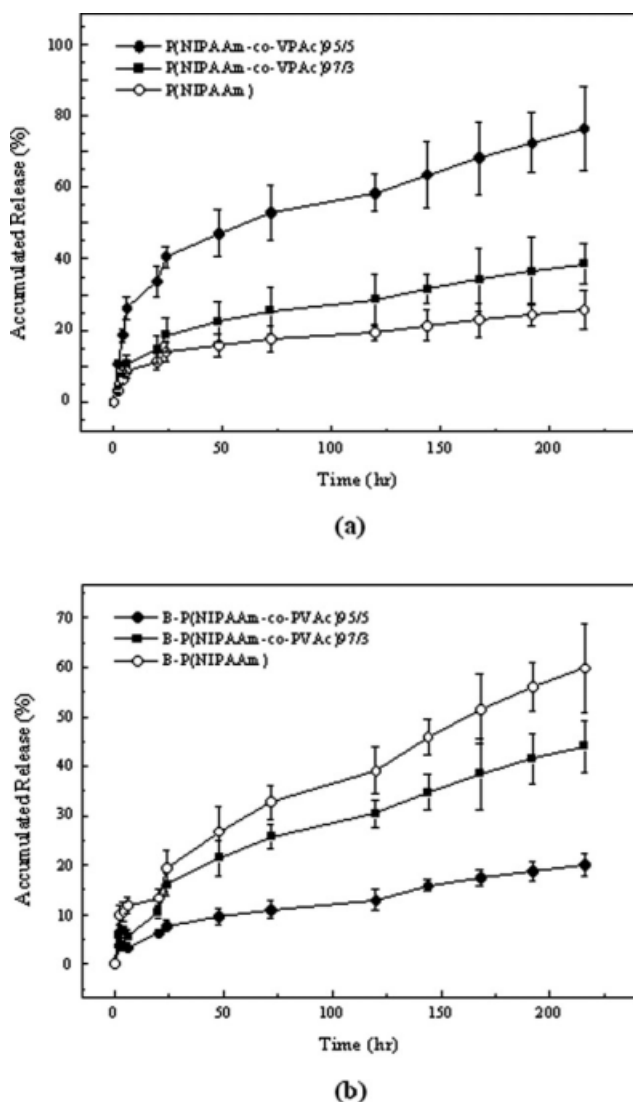 P(NIPAAm-co-VPAc)95/5
P(NIPAAm-co-VPAc)97/3
P(NIPAAm)
100
80
60
40
20
0
Accumulated Release (%)
0
50
100
150
200
Time (hr)
(a)
B-P(NIPAAm-co-PVAc)95/5
B-P(NIPAAm-co-PVAc)97/3
B-P(NIPAAm)
70
60
50
40
30
20
10
0
Accumulated Release (%)
0
50
100
150
200
Time (hr)
(b)